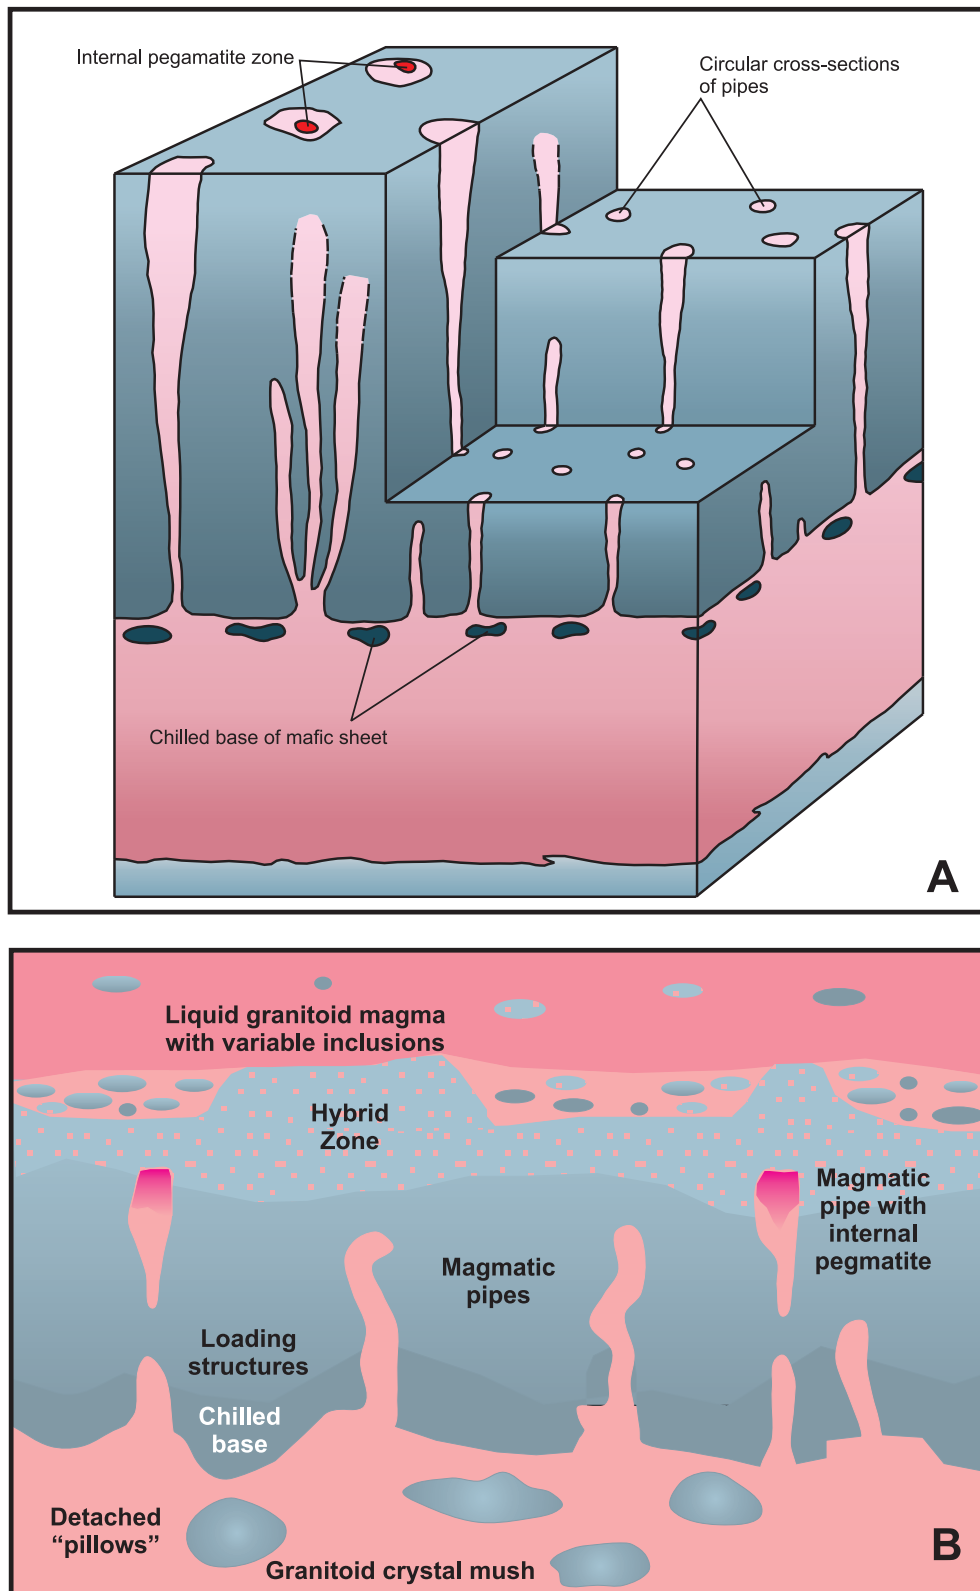 Internal pegamatite zone
Circular cross-sections
of pipes
Chilled base of mafic sheet
A
Liquid granitoid magma
with variable inclusions
Hybrid
Zone
Magmatic
pipe with
internal
pegmatite
Magmatic
pipes
Loading
structures
Chilled
base
Detached
“pillows”
Granitoid crystal mush
B